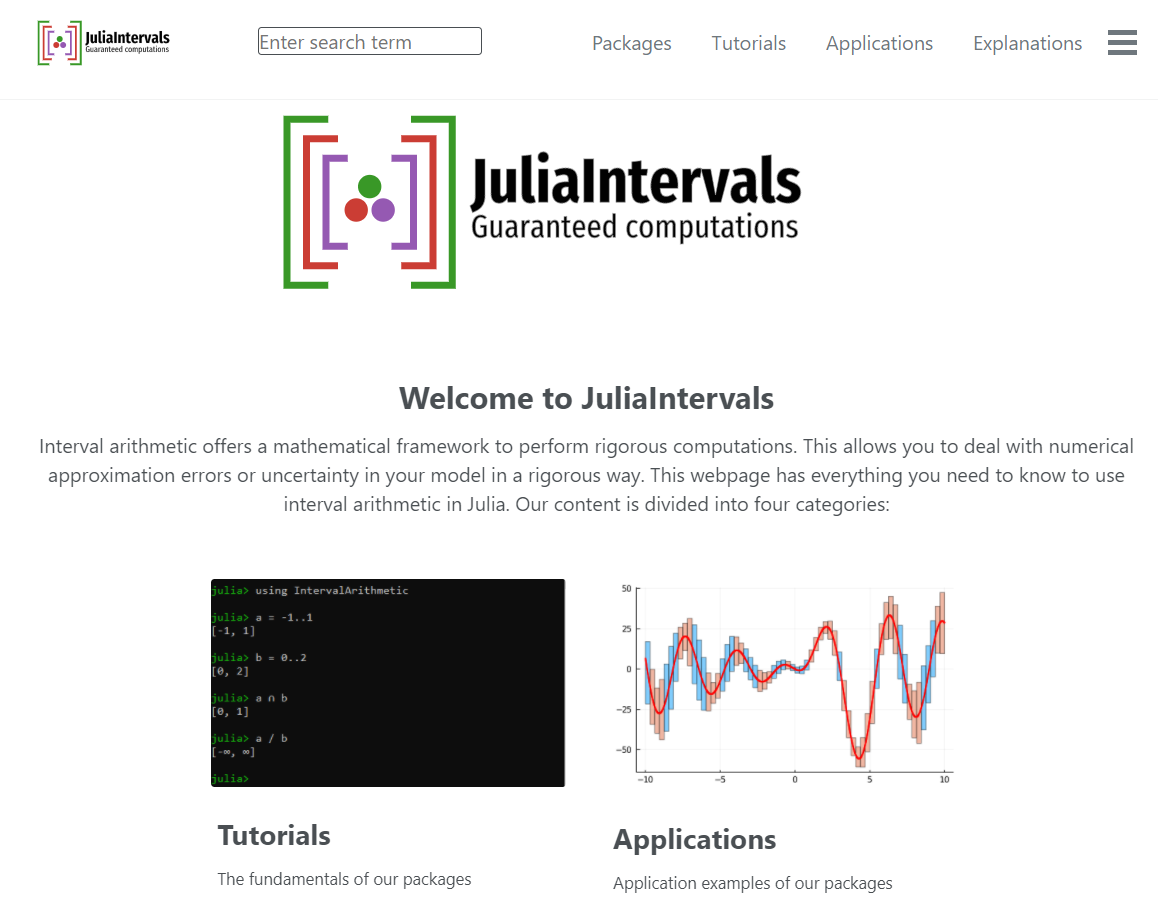 JuliaIntervals
Guaranteed computations
Enter search term
Packages
Tutorials
Applications
Explanations
JuliaIntervals
Guaranteed computations
Welcome to JuliaIntervals
Interval arithmetic offers a mathematical framework to perform rigorous computations. This allows you to deal with numerical
approximation errors or uncertainty in your model in a rigorous way. This webpage has everything you need to know to use
interval arithmetic in Julia. Our content is divided into four categories:
julia> using IntervalArithmetic
julia> a = -1..1
[-1, 1]
julia> b = 0..2
[0, 2]
julia> a ∩ b
[0, 1]
julia> a / b
[-∞, ∞]
julia>
50
25
0
−25
−50
−10
−5
0
5
10
Tutorials
The fundamentals of our packages
Applications
Application examples of our packages